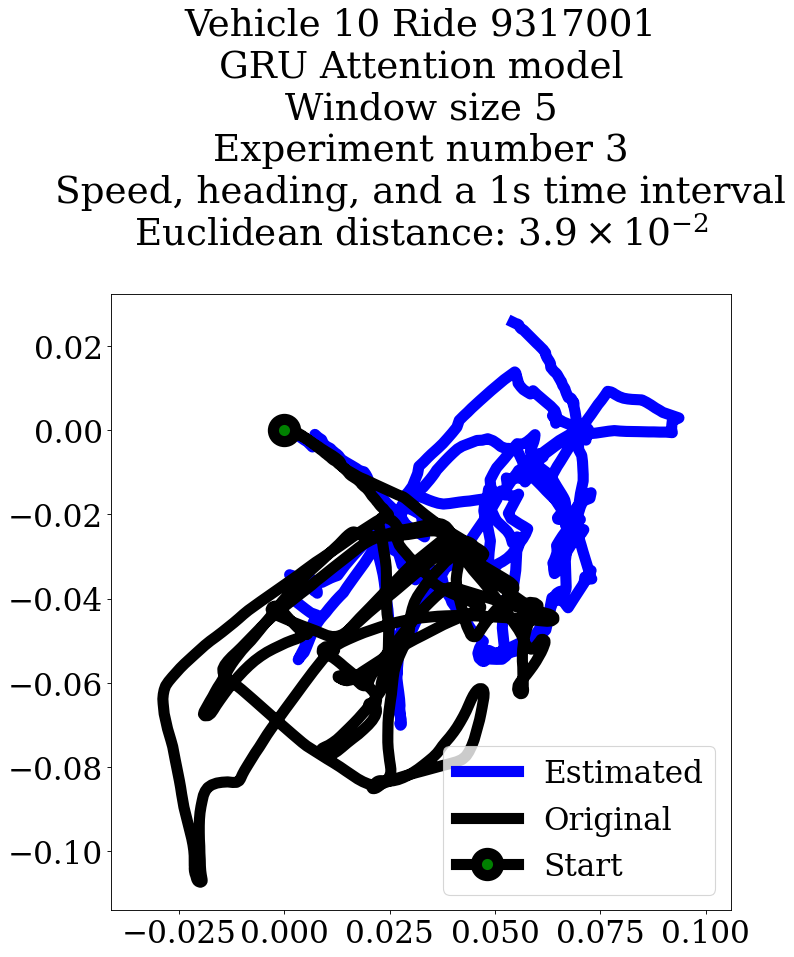 Vehicle 10 Ride 9317001
GRU Attention model
Window size 5
Experiment number 3
Speed, heading, and a 1s time interval
Euclidean distance: 3.9 × 10⁻²
0.02
0.00
−0.02
−0.04
−0.06
−0.08
−0.10
Estimated
Original
Start
−0.025 0.000 0.025 0.050 0.075 0.100